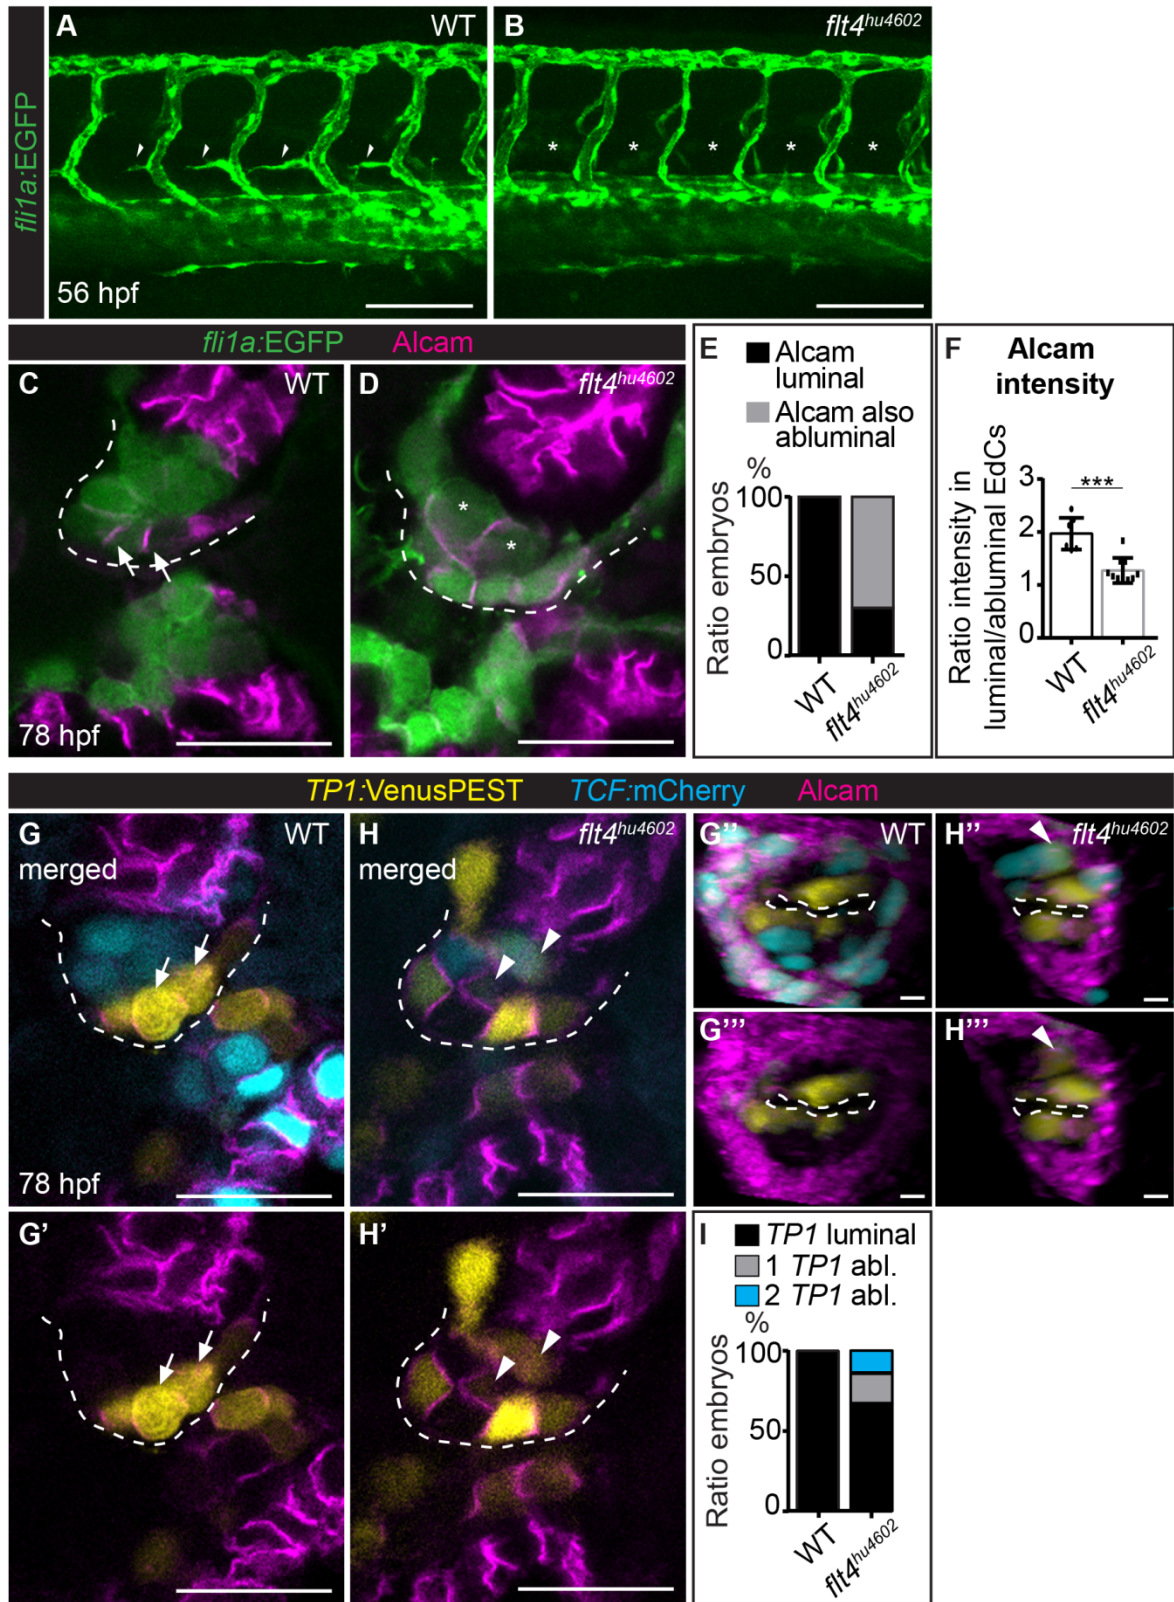 fli1a:EGFP
A
WT
B
flt4hu4602
56 hpf
fli1a:EGFP Alcam
C
WT
D
flt4hu4602
* *
78 hpf
E
Alcam
luminal
Alcam also
abluminal
%
100
50
0
Ratio embryos
WT
flt4hu4602
F
Alcam
intensity
Ratio intensity in
luminal/abluminal EdCs
3
2
1
0
***
WT
flt4hu4602
TP1:VenusPEST TCF:mCherry Alcam
G
WT
merged
78 hpf
H
flt4hu4602
merged
G''
WT
H''
flt4hu4602
G'''
H'''
G'
H'
I
TP1 luminal
1 TP1 abl.
2 TP1 abl.
%
100
50
0
Ratio embryos
WT
flt4hu4602